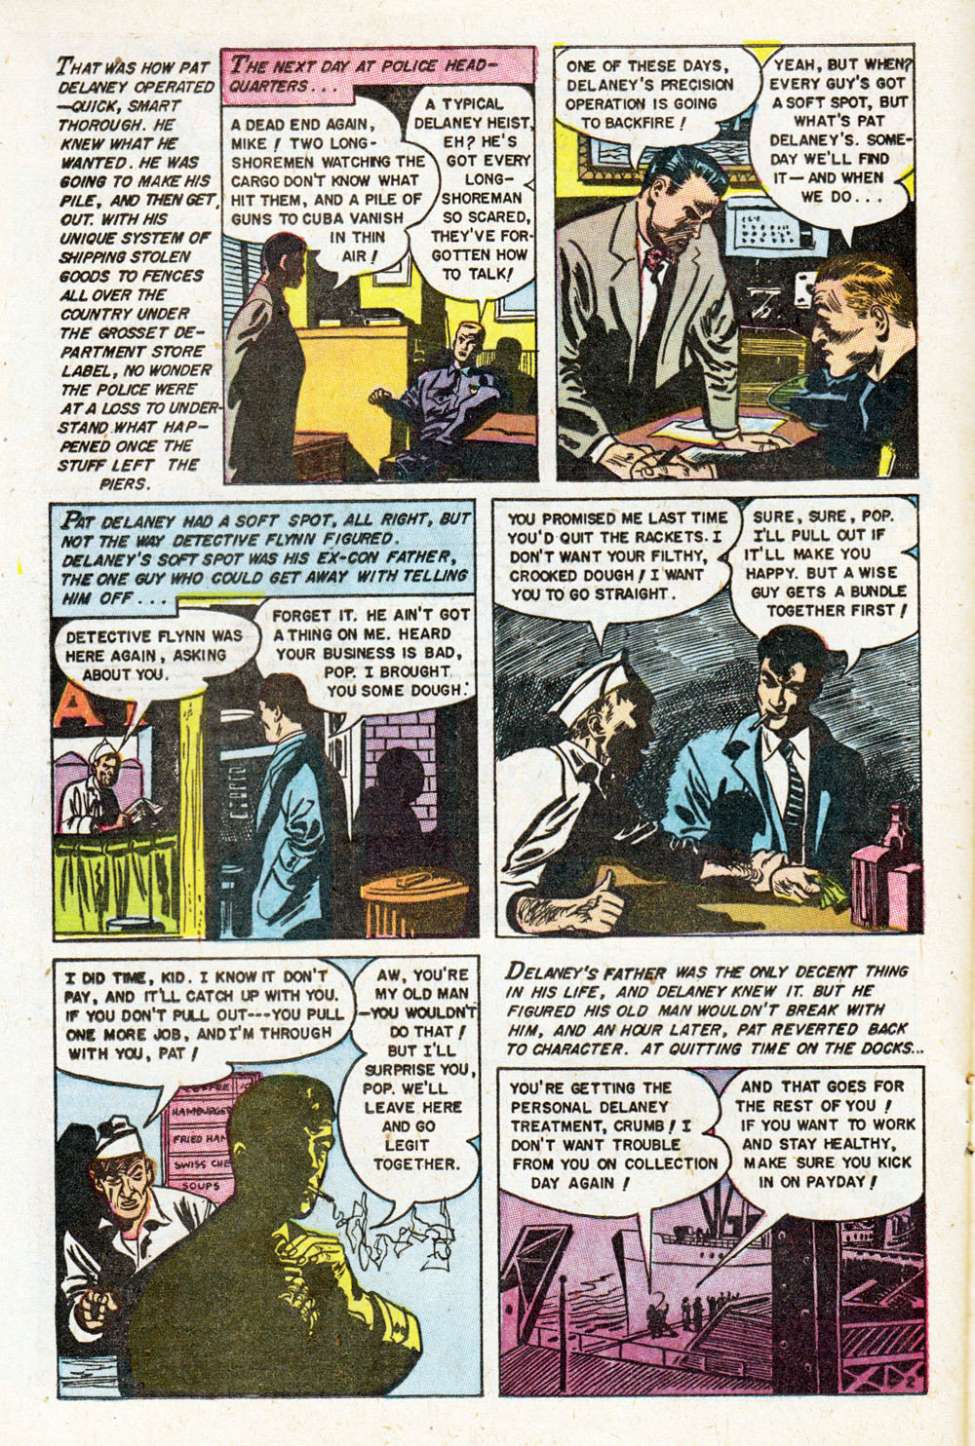 THAT WAS HOW PAT
DELANEY OPERATED
—QUICK, SMART
THOROUGH. HE
KNEW WHAT HE
WANTED. HE WAS
GOING TO MAKE HIS
PILE, AND THEN GET
OUT. WITH HIS
UNIQUE SYSTEM OF
SHIPPING STOLEN
GOODS TO FENCES
ALL OVER THE
COUNTRY UNDER
THE GROSSET DE-
PARTMENT STORE
LABEL, NO WONDER
THE POLICE WERE
AT A LOSS TO UNDER-
STAND WHAT HAP-
PENED ONCE THE
STUFF LEFT THE
PIERS.
THE NEXT DAY AT POLICE HEAD-
QUARTERS...
A DEAD END AGAIN,
MIKE! TWO LONG-
SHOREMEN WATCHING THE
CARGO DON'T KNOW WHAT
HIT THEM, AND A PILE OF
GUNS TO CUBA VANISH
IN THIN
AIR!
A TYPICAL
DELANEY HEIST,
EH? HE'S
GOT EVERY
LONG-
SHOREMAN
SO SCARED,
THEY'VE FOR-
GOTTEN HOW
TO TALK!
ONE OF THESE DAYS,
DELANEY'S PRECISION
OPERATION IS GOING
TO BACKFIRE!
YEAH, BUT WHEN?
EVERY GUY'S GOT
A SOFT SPOT, BUT
WHAT'S PAT
DELANEY'S. SOME-
DAY WE'LL FIND
IT—AND WHEN
WE DO...
PAT DELANEY HAD A SOFT SPOT, ALL RIGHT, BUT
NOT THE WAY DETECTIVE FLYNN FIGURED.
DELANEY'S SOFT SPOT WAS HIS EX-CON FATHER,
THE ONE GUY WHO COULD GET AWAY WITH TELLING
HIM OFF...
DETECTIVE FLYNN WAS
HERE AGAIN, ASKING
ABOUT YOU.
FORGET IT. HE AIN'T GOT
A THING ON ME. HEARD
YOUR BUSINESS IS BAD,
POP. I BROUGHT
YOU SOME DOUGH.
A
YOU PROMISED ME LAST TIME
YOU'D QUIT THE RACKETS. I
DON'T WANT YOUR FILTHY,
CROOKED DOUGH! I WANT
YOU TO GO STRAIGHT.
SURE, SURE, POP.
I'LL PULL OUT IF
IT'LL MAKE YOU
HAPPY. BUT A WISE
GUY GETS A BUNDLE
TOGETHER FIRST!
I DID TIME, KID. I KNOW IT DON'T
PAY, AND IT'LL CATCH UP WITH YOU.
IF YOU DON'T PULL OUT---YOU PULL
ONE MORE JOB, AND I'M THROUGH
WITH YOU, PAT!
AW, YOU'RE
MY OLD MAN
—YOU WOULDN'T
DO THAT!
BUT I'LL
SURPRISE YOU,
POP. WE'LL
LEAVE HERE
AND GO
LEGIT
TOGETHER.
COFFEE
HAMBURGER
FRIED HAM
SWISS CHE
SOUPS
DELANEY'S FATHER WAS THE ONLY DECENT THING
IN HIS LIFE, AND DELANEY KNEW IT. BUT HE
FIGURED HIS OLD MAN WOULDN'T BREAK WITH
HIM, AND AN HOUR LATER, PAT REVERTED BACK
TO CHARACTER. AT QUITTING TIME ON THE DOCKS...
YOU'RE GETTING THE
PERSONAL DELANEY
TREATMENT, CRUMB! I
DON'T WANT TROUBLE
FROM YOU ON COLLECTION
DAY AGAIN!
AND THAT GOES FOR
THE REST OF YOU!
IF YOU WANT TO WORK
AND STAY HEALTHY,
MAKE SURE YOU KICK
IN ON PAYDAY!
2